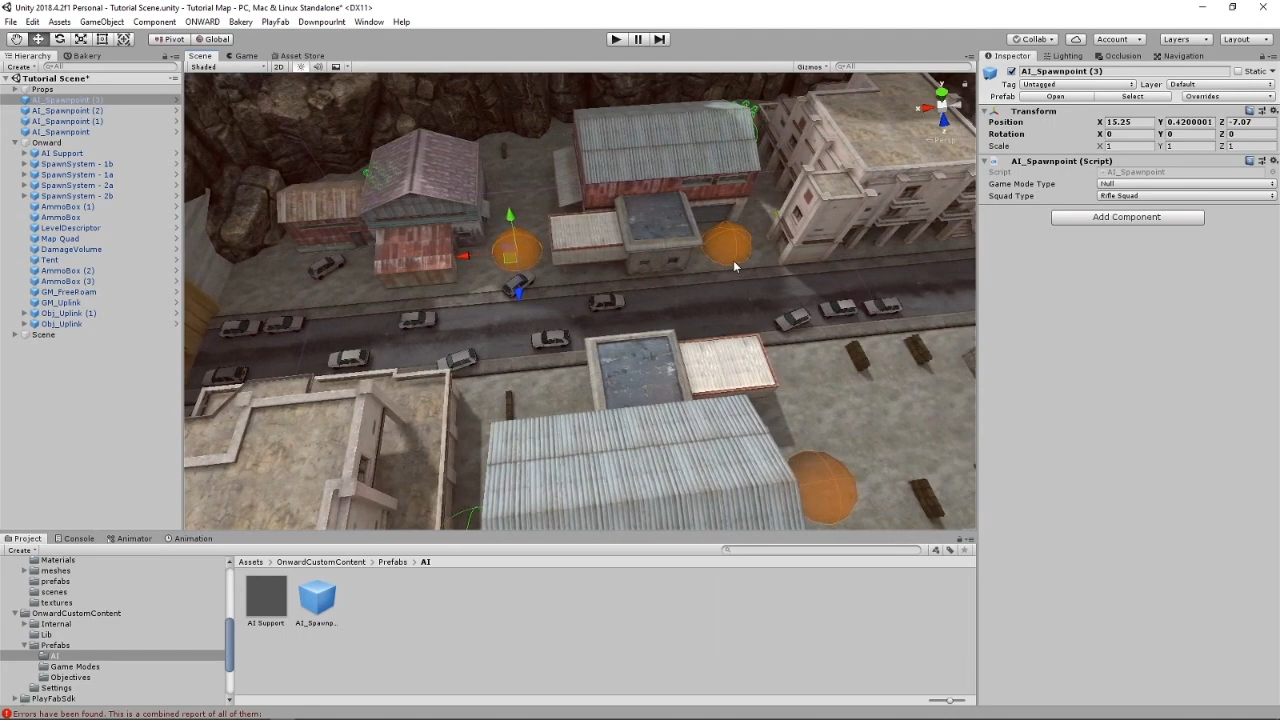 Unity 2018.4.2f1 Personal - Tutorial Scene.unity - Tutorial Map - PC, Mac & Linux Standalone* <DX11>
File Edit Assets GameObject Component ONWARD Bakery PlayFab DownpourInt Window Help
Pivot Global Collab Account Layers Layout
Hierarchy Bakery
Create All
Tutorial Scene*
Props
AI_Spawnpoint (3)
AI_Spawnpoint (2)
AI_Spawnpoint (1)
AI_Spawnpoint
Onward
AI Support
SpawnSystem - 1b
SpawnSystem - 1a
SpawnSystem - 2a
SpawnSystem - 2b
AmmoBox (1)
AmmoBox
LevelDescriptor
Map Quad
DamageVolume
Tent
AmmoBox (2)
AmmoBox (3)
GM_FreeRoam
GM_Uplink
Obj_Uplink (1)
Obj_Uplink
Scene
Scene Game Asset Store
Shaded 2D Gizmos All
y
x
z
Persp
Inspector Lighting Occlusion Navigation
AI_Spawnpoint (3) Static
Tag Untagged Layer Default
Prefab Open Select Overrides
Transform
Position X 15.25 Y 0.4200001 Z -7.07
Rotation X 0 Y 0 Z 0
Scale X 1 Y 1 Z 1
AI_Spawnpoint (Script)
Script AI_Spawnpoint
Game Mode Type Null
Squad Type Rifle Squad
Add Component
Project Console Animator Animation
Create
Materials
meshes
prefabs
scenes
textures
OnwardCustomContent
Internal
Lib
Prefabs
AI
Game Modes
Objectives
Settings
PlayFabSdk
Assets OnwardCustomContent Prefabs AI
AI Support AI_Spawnp..
Errors have been found. This is a combined report of all of them: